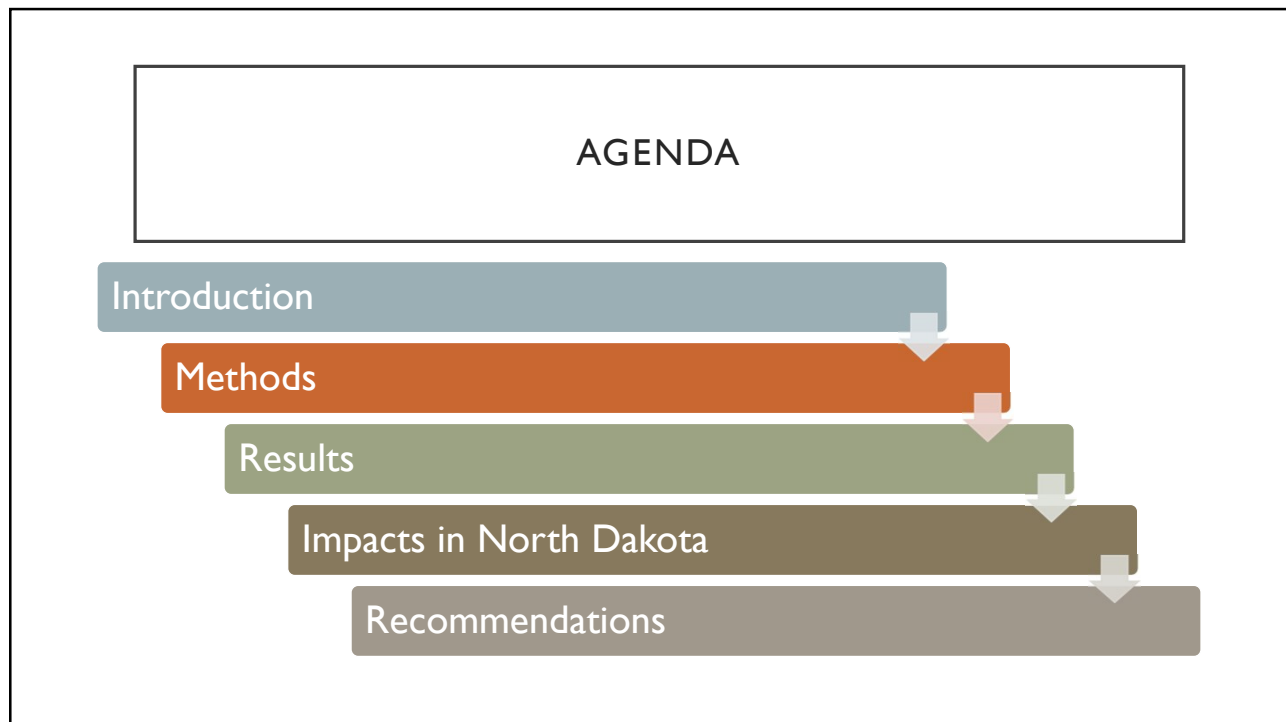 AGENDA
Introduction
Methods
Results
Impacts in North Dakota
Recommendations